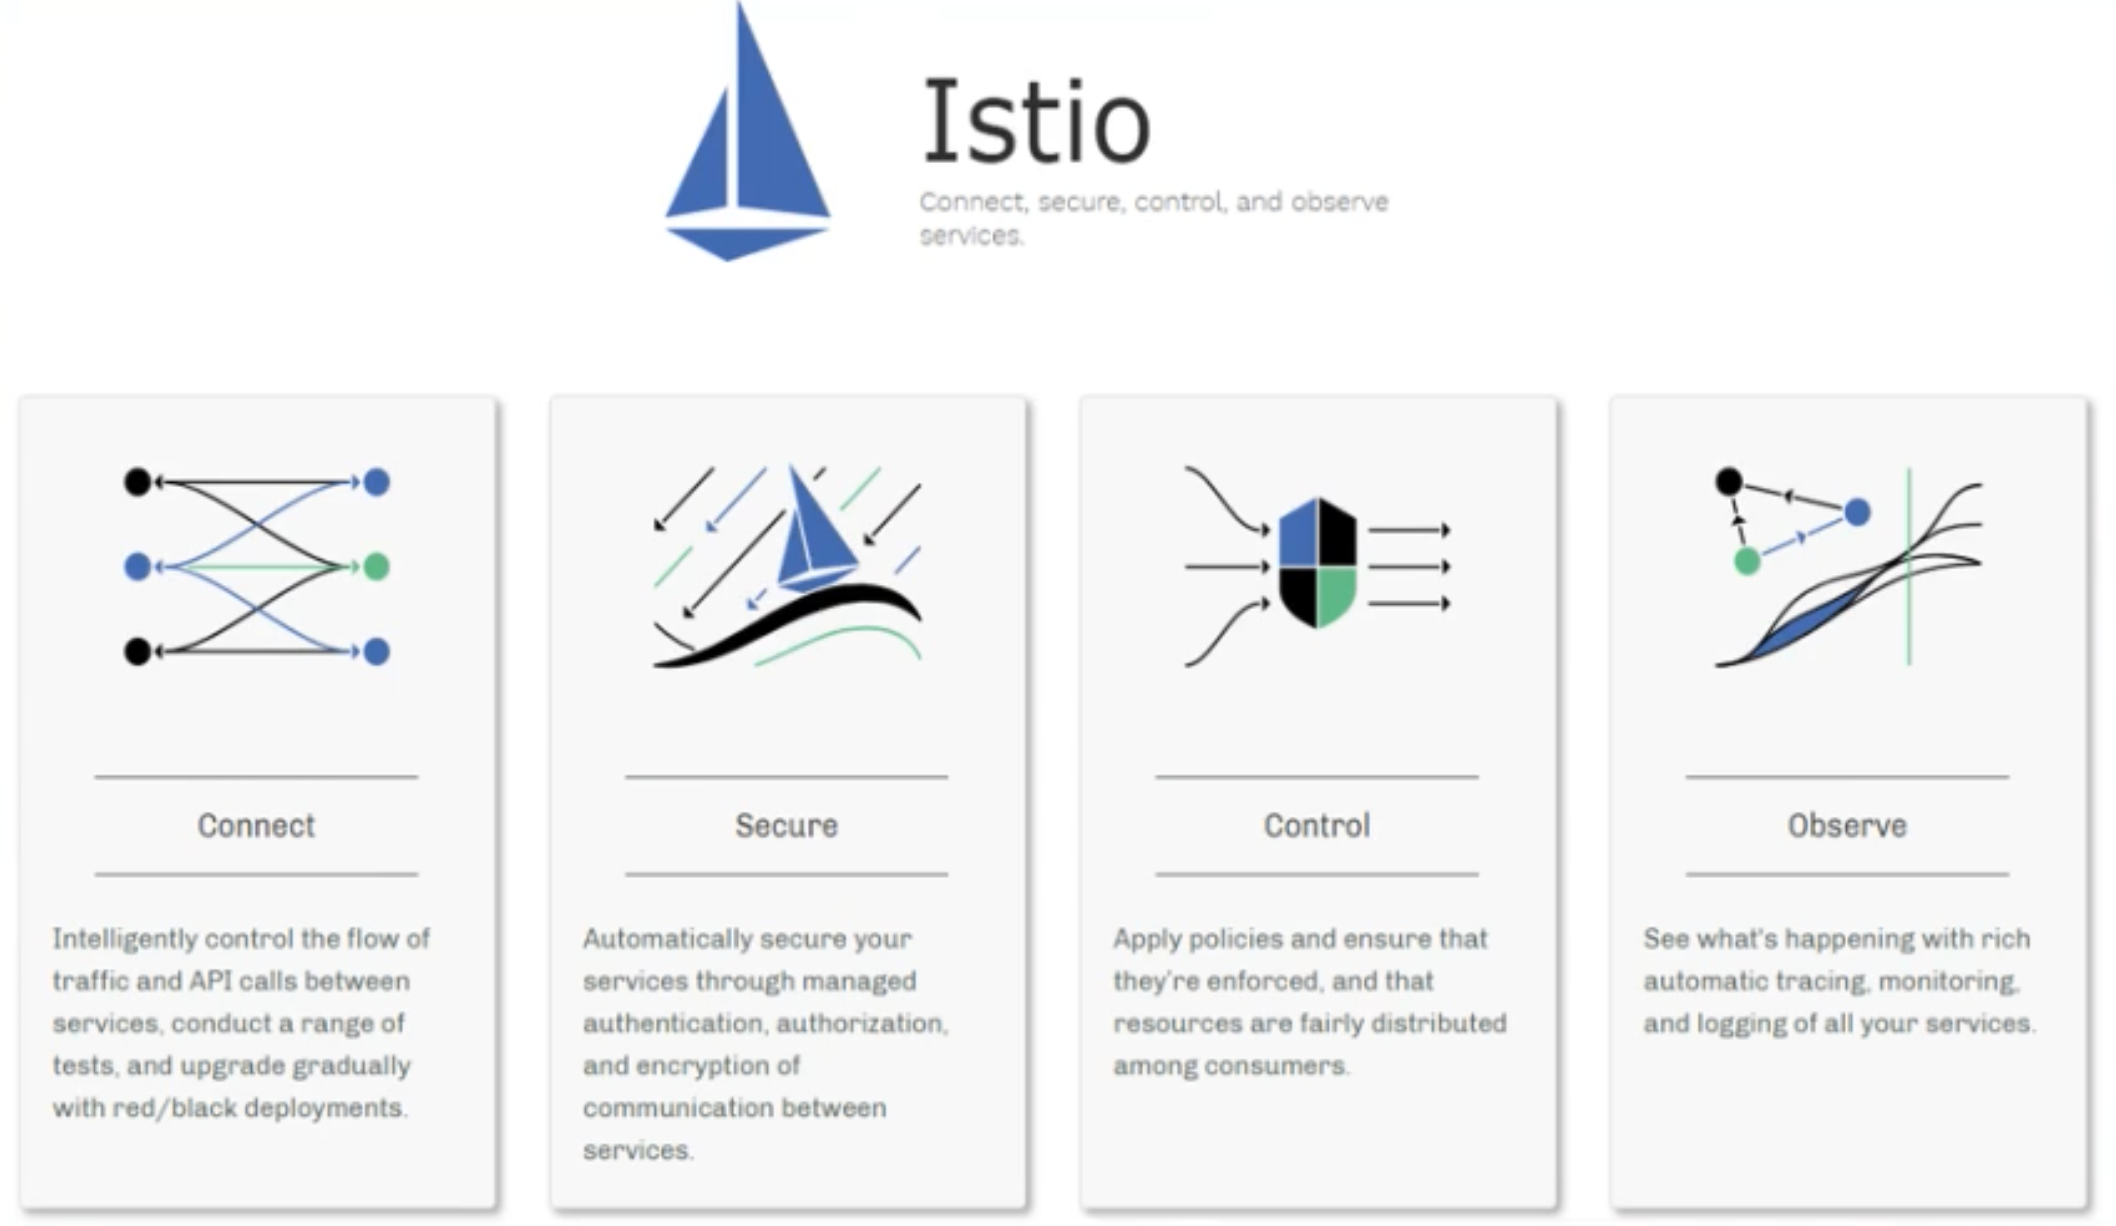 Istio
Connect, secure, control, and observe
services.
Connect
Intelligently control the flow of
traffic and API calls between
services, conduct a range of
tests, and upgrade gradually
with red/black deployments.
Secure
Automatically secure your
services through managed
authentication, authorization,
and encryption of
communication between
services.
Control
Apply policies and ensure that
they're enforced, and that
resources are fairly distributed
among consumers.
Observe
See what's happening with rich
automatic tracing, monitoring,
and logging of all your services.